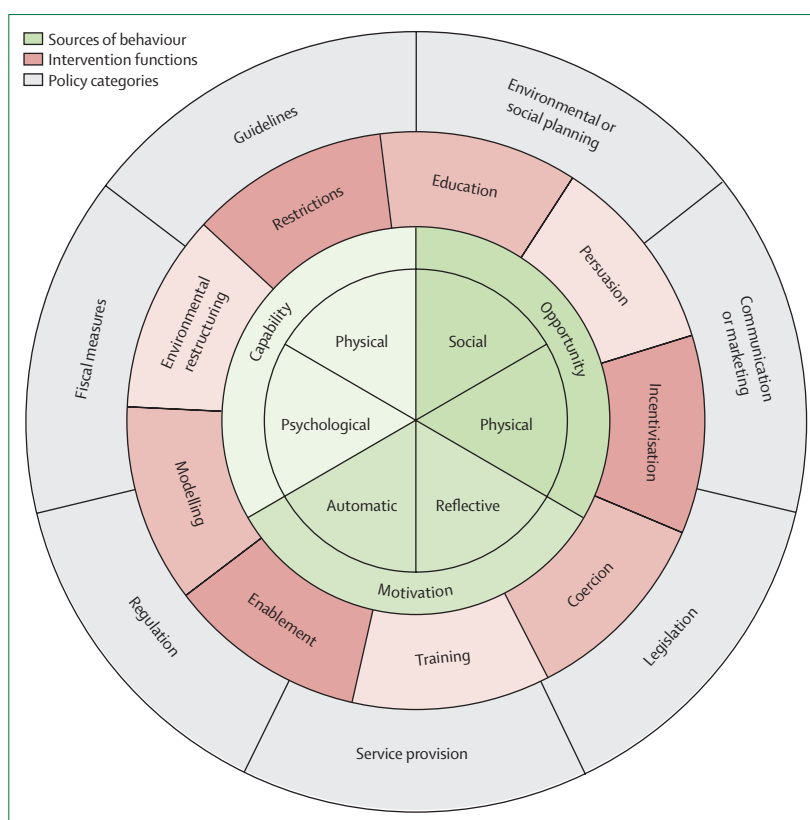 Sources of behaviour
Intervention functions
Policy categories
Guidelines
Environmental or
social planning
Communication
or marketing
Legislation
Service provision
Regulation
Fiscal measures
Restrictions
Education
Persuasion
Incentivisation
Coercion
Training
Enablement
Modelling
Environmental
restructuring
Capability
Opportunity
Motivation
Physical
Social
Physical
Reflective
Automatic
Psychological